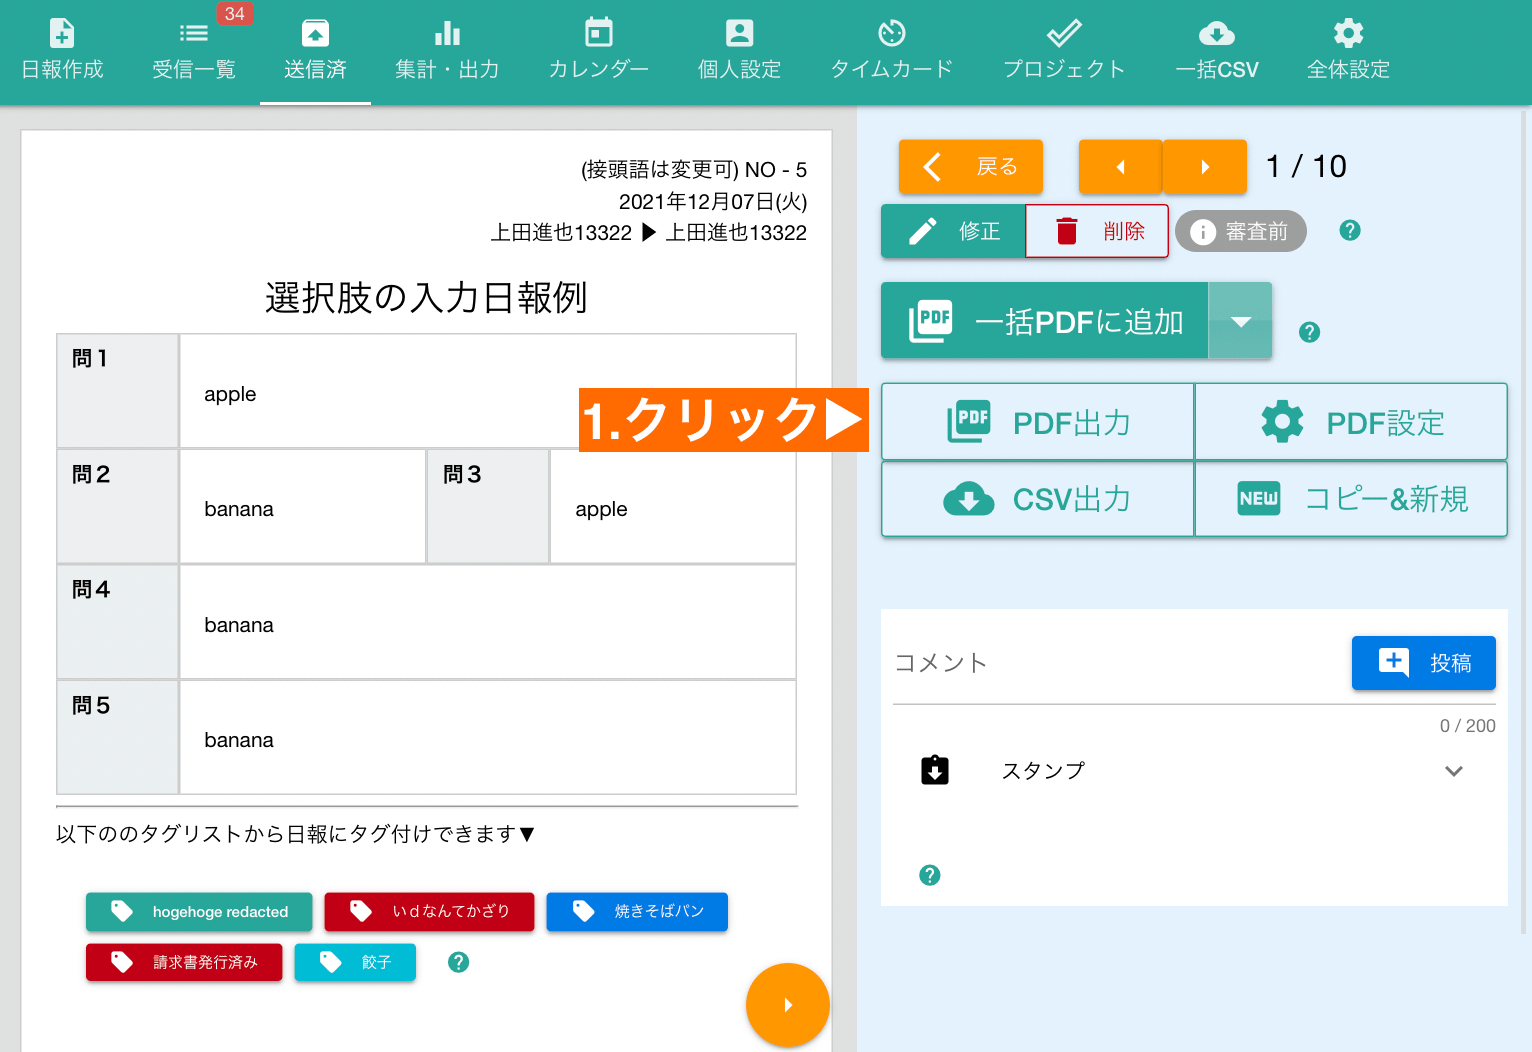 34
日報作成
受信一覧
送信済
集計・出力
カレンダー
個人設定
タイムカード
プロジェクト
一括CSV
全体設定
(接頭語は変更可) NO - 5
2021年12月07日(火)
上田進也13322 ▶ 上田進也13322
選択肢の入力日報例
問１
apple
問２
banana
問３
apple
問４
banana
問５
banana
以下ののタグリストから日報にタグ付けできます▼
hogehoge redacted
いｄなんてかざり
焼きそばパン
請求書発行済み
餃子
?
戻る
1 / 10
修正
削除
i 審査前
?
PDF 一括PDFに追加
?
1.クリック▶
PDF PDF出力
PDF設定
CSV出力
NEW コピー&新規
コメント
投稿
0 / 200
スタンプ
?